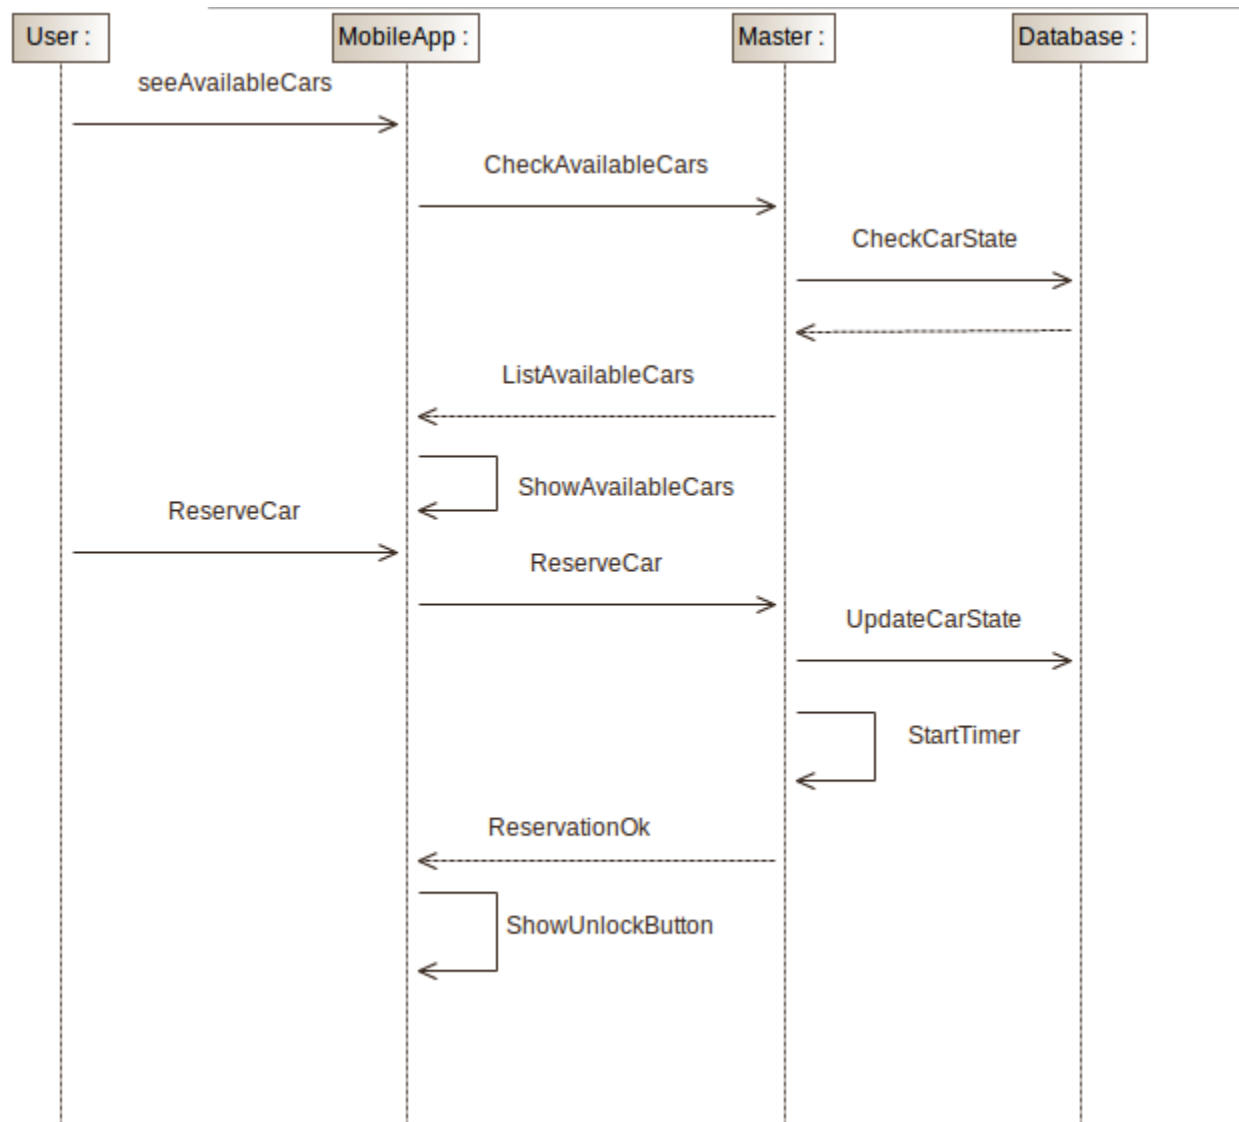 User :
MobileApp :
Master :
Database :
seeAvailableCars
CheckAvailableCars
CheckCarState
ListAvailableCars
ShowAvailableCars
ReserveCar
ReserveCar
UpdateCarState
StartTimer
ReservationOk
ShowUnlockButton